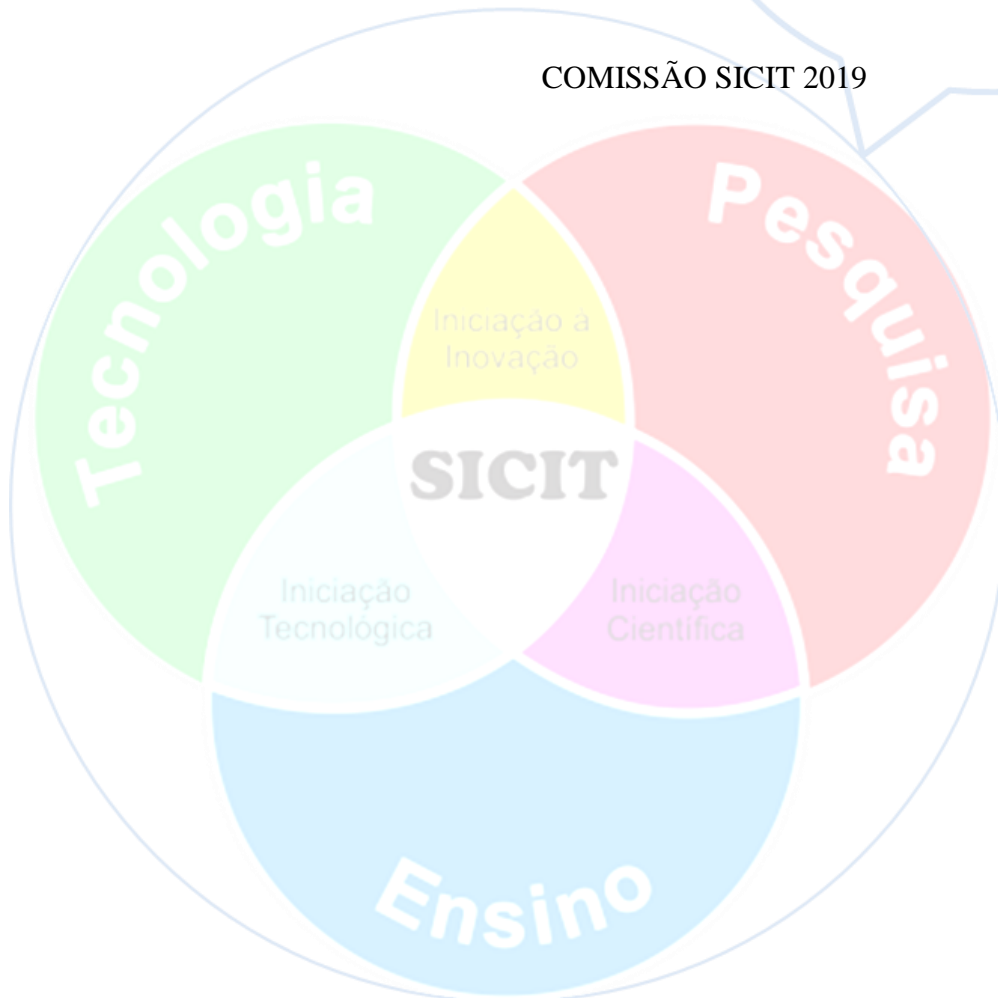 COMISSÃO SICIT 2019
Tecnologia
Pesquisa
Iniciação à
Inovação
SICIT
Iniciação
Tecnológica
Iniciação
Científica
Ensino